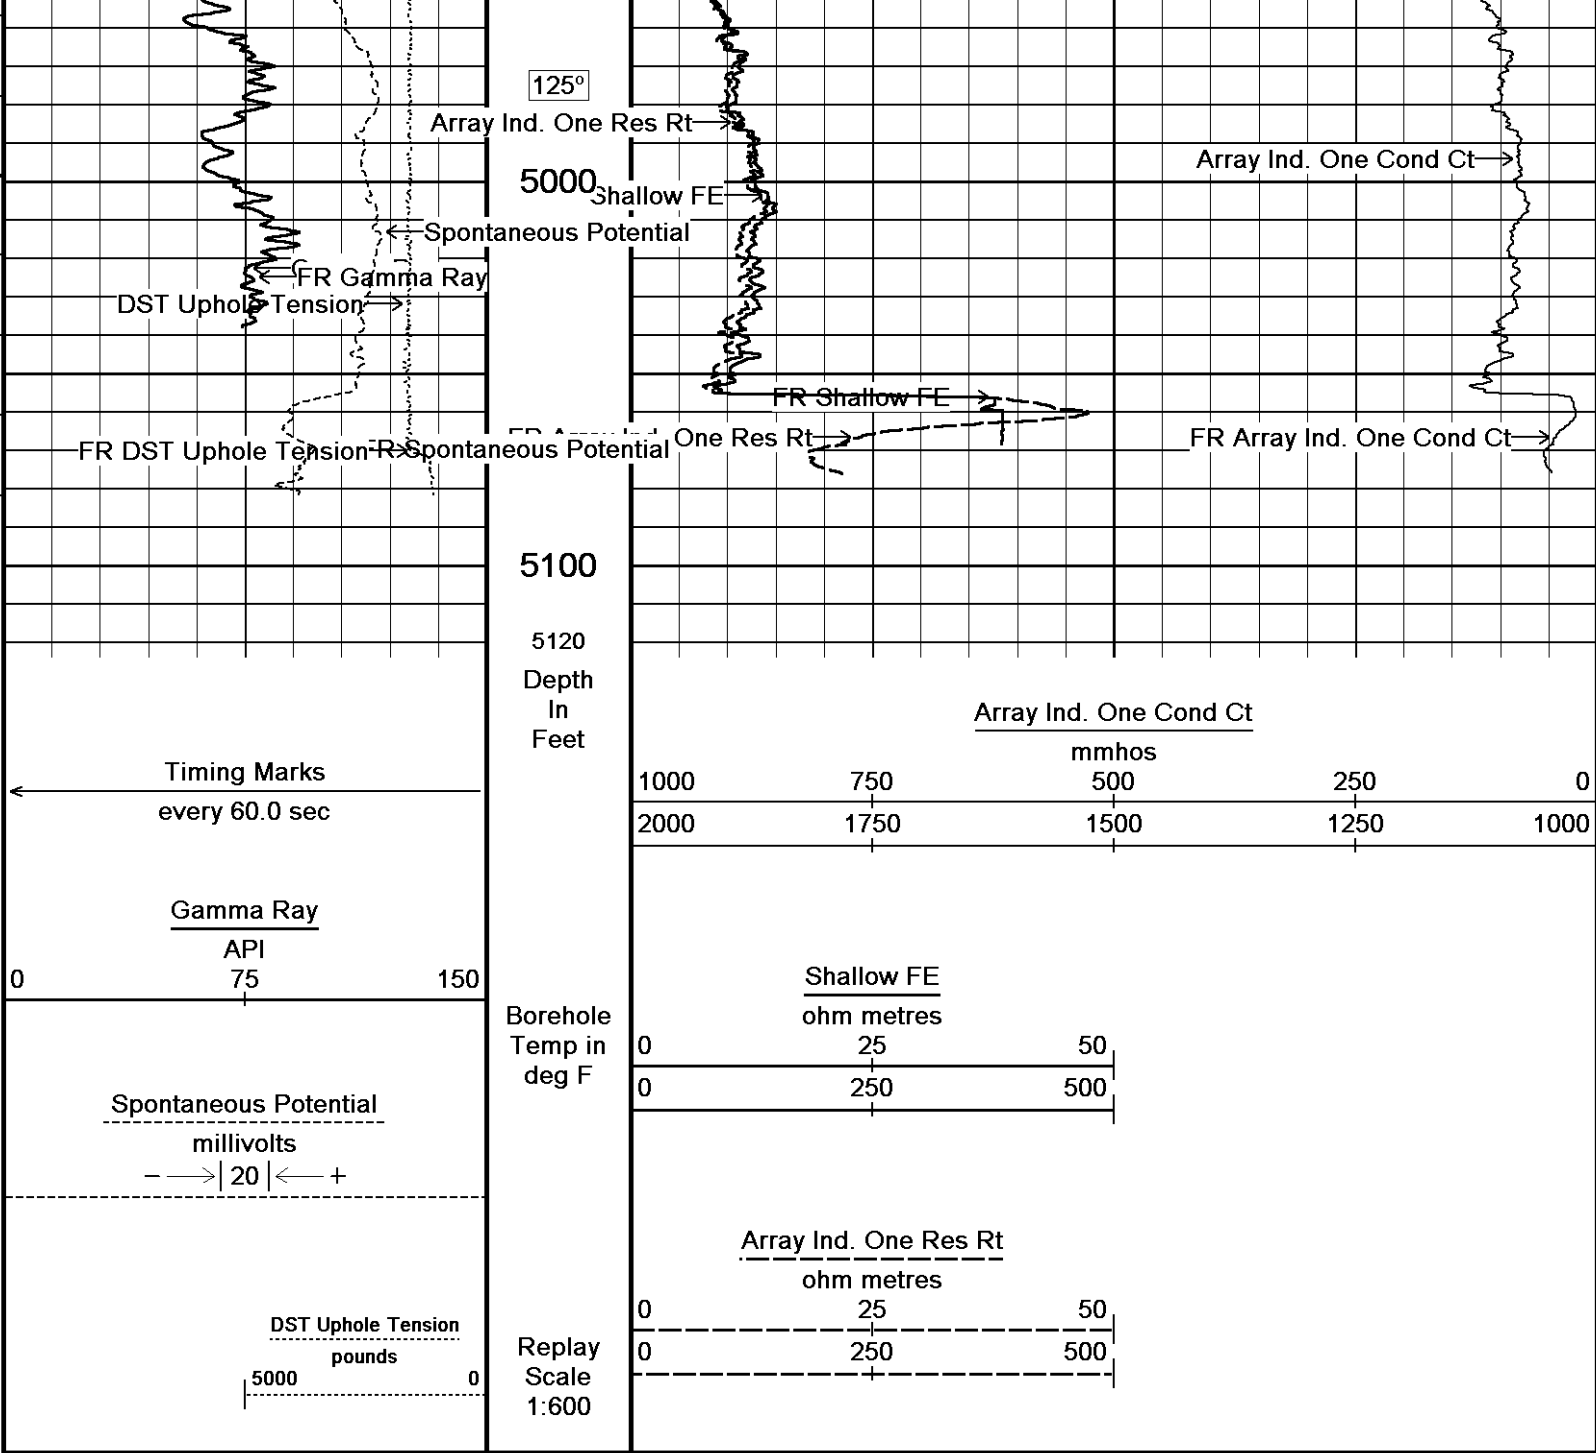 125º
Array Ind. One Res Rt
Array Ind. One Cond Ct
5000
Shallow FE
Spontaneous Potential
FR Gamma Ray
DST Uphole Tension
FR Shallow FE
FR Array Ind. One Res Rt
FR Array Ind. One Cond Ct
FR DST Uphole Tension
FR Spontaneous Potential
5100
5120
Depth
In
Feet
Array Ind. One Cond Ct
mmhos
1000 750 500 250 0
2000 1750 1500 1250 1000
Timing Marks
every 60.0 sec
Gamma Ray
API
0 75 150
Shallow FE
ohm metres
0 25 50
0 250 500
Borehole
Temp in
deg F
Spontaneous Potential
millivolts
− 20 +
Array Ind. One Res Rt
ohm metres
0 25 50
0 250 500
DST Uphole Tension
pounds
5000 0
Replay
Scale
1:600